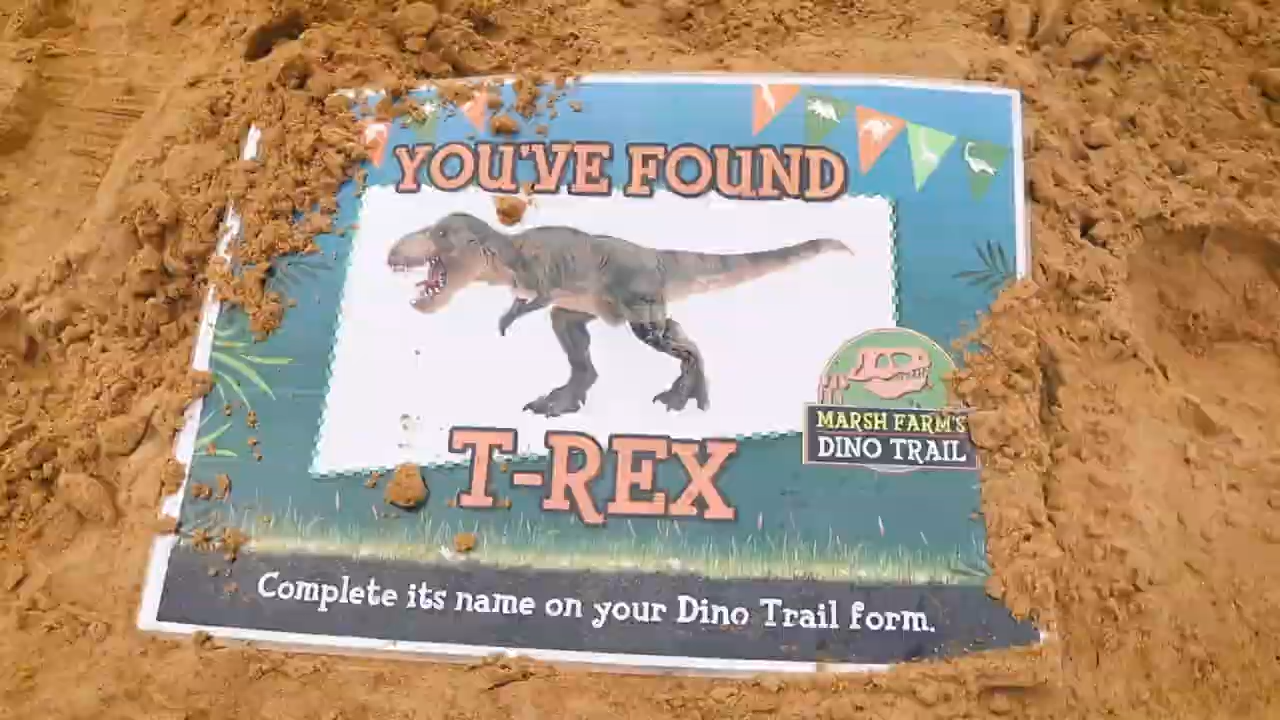 YOU'VE FOUND
T-REX
MARSH FARM'S
DINO TRAIL
Complete its name on your Dino Trail form.